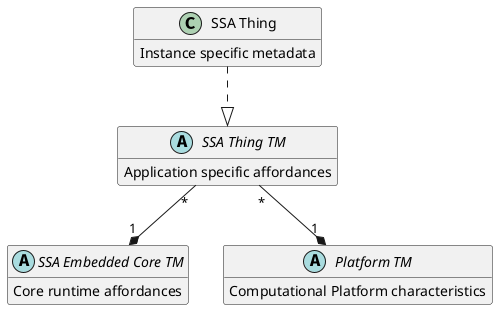 C SSA Thing
Instance specific metadata
A SSA Thing TM
Application specific affordances
* *
1 1
A SSA Embedded Core TM
Core runtime affordances
A Platform TM
Computational Platform characteristics